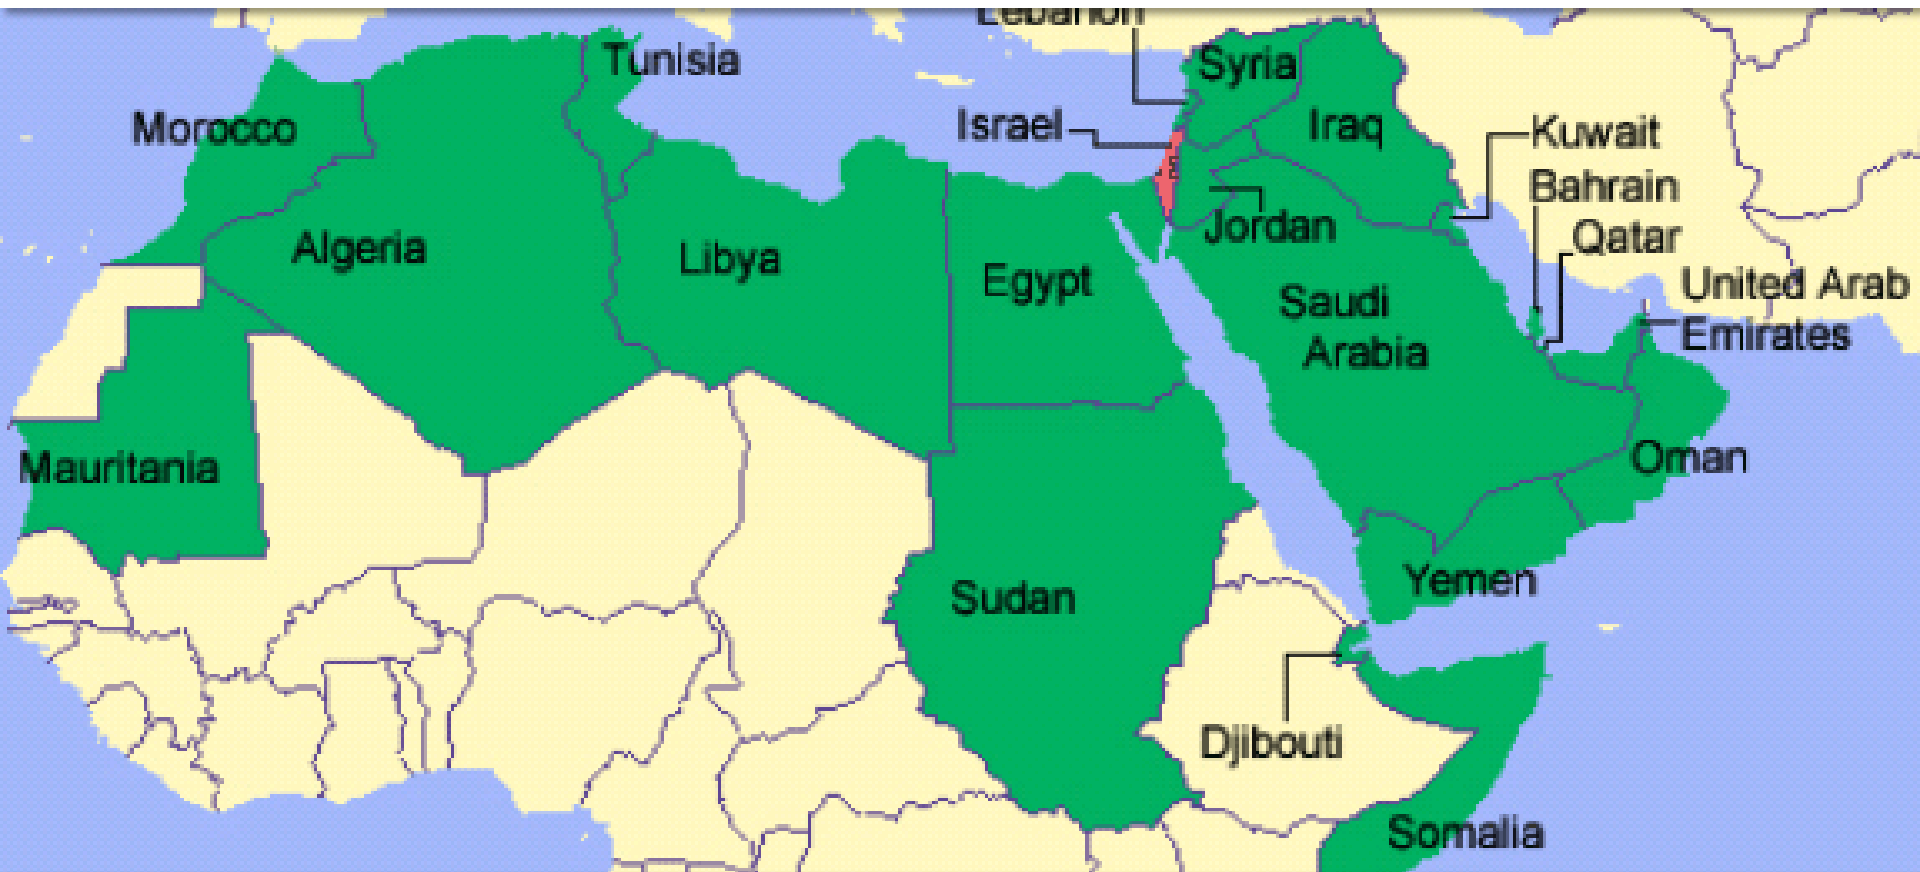 Lebanon
Tunisia
Syria
Morocco
Israel
Iraq
Kuwait
Bahrain
Jordan
Qatar
Algeria
Libya
Egypt
Saudi
Arabia
United Arab
Emirates
Mauritania
Oman
Sudan
Yemen
Djibouti
Somalia